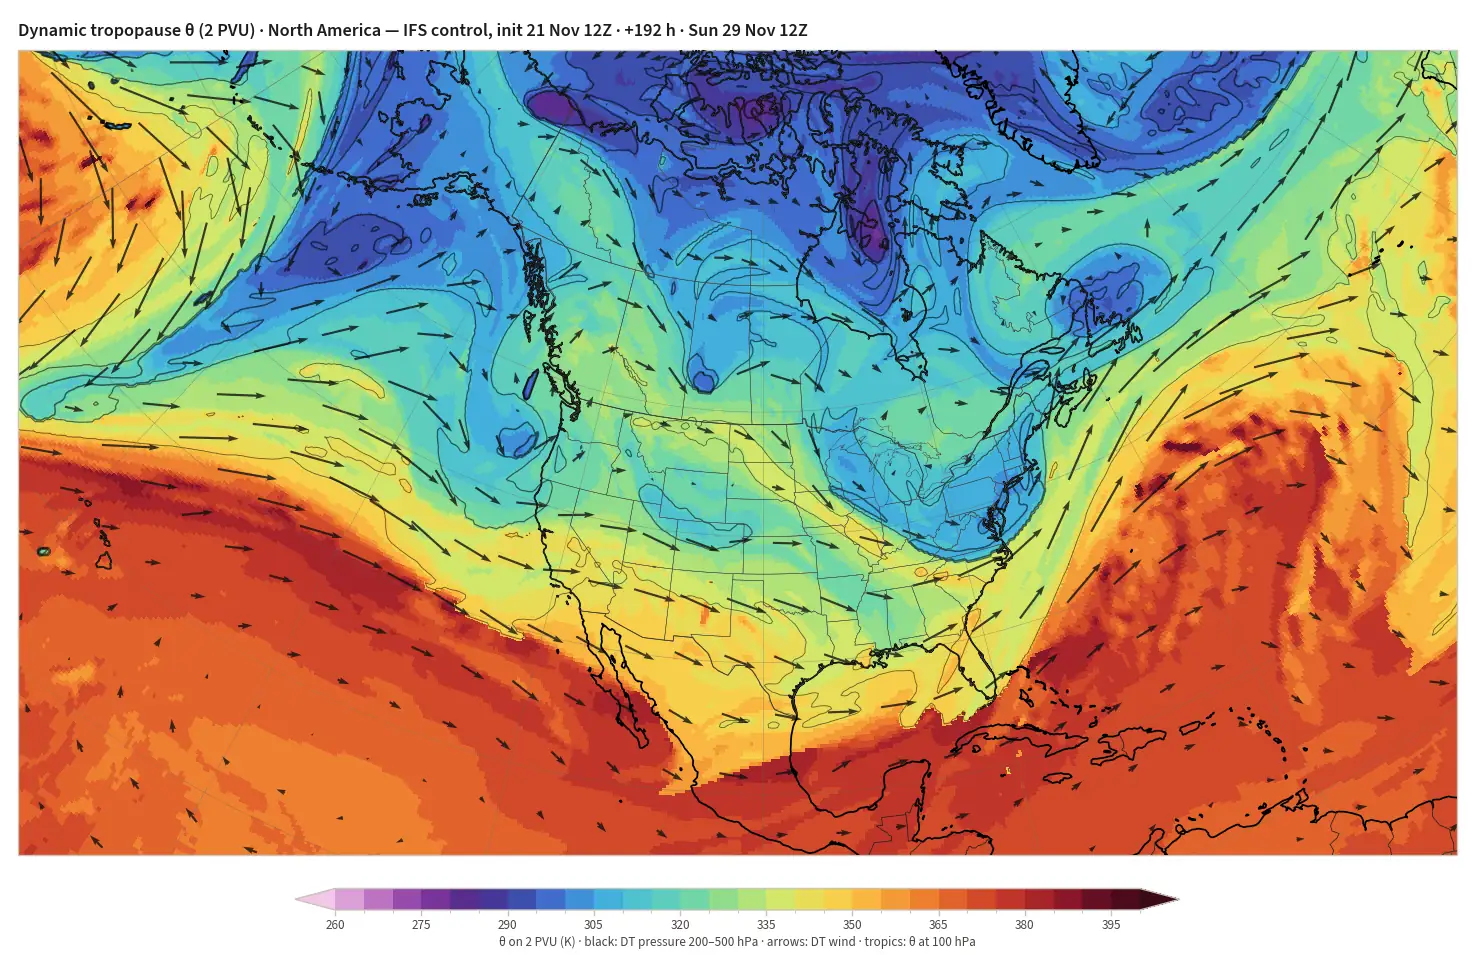 Dynamic tropopause θ (2 PVU) · North America — IFS control, init 21 Nov 12Z · +192 h · Sun 29 Nov 12Z
260 275 290 305 320 335 350 365 380 395
θ on 2 PVU (K) · black: DT pressure 200–500 hPa · arrows: DT wind · tropics: θ at 100 hPa